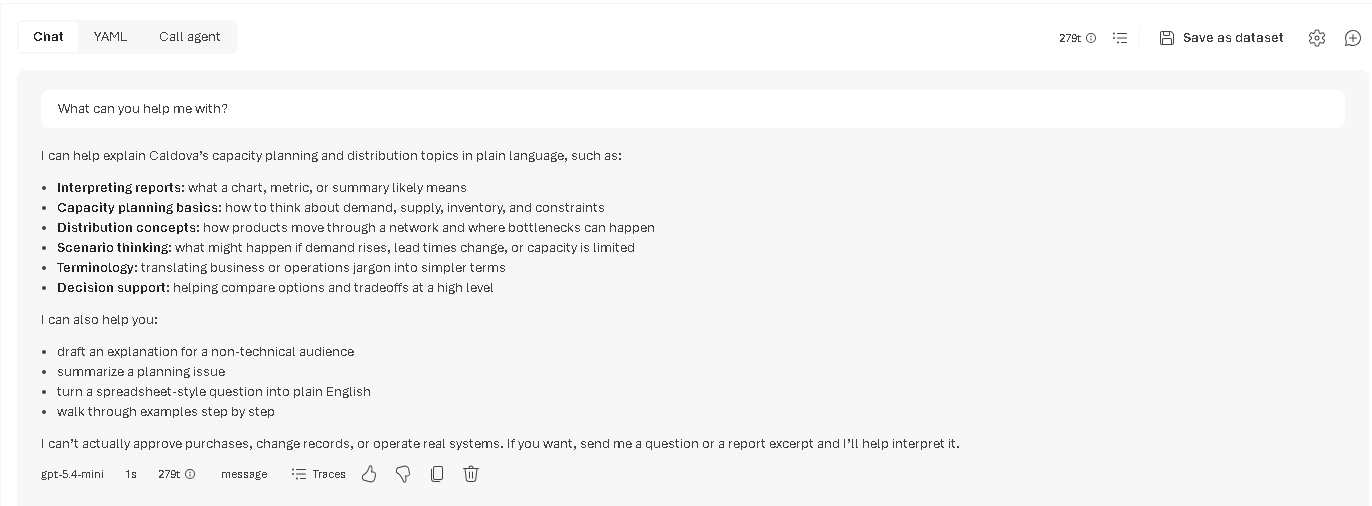 Chat YAML Call agent 279t Save as dataset
What can you help me with?
I can help explain Caldova's capacity planning and distribution topics in plain language, such as:
• Interpreting reports: what a chart, metric, or summary likely means
• Capacity planning basics: how to think about demand, supply, inventory, and constraints
• Distribution concepts: how products move through a network and where bottlenecks can happen
• Scenario thinking: what might happen if demand rises, lead times change, or capacity is limited
• Terminology: translating business or operations jargon into simpler terms
• Decision support: helping compare options and tradeoffs at a high level
I can also help you:
• draft an explanation for a non-technical audience
• summarize a planning issue
• turn a spreadsheet-style question into plain English
• walk through examples step by step
I can't actually approve purchases, change records, or operate real systems. If you want, send me a question or a report excerpt and I'll help interpret it.
gpt-5.4-mini 1s 279t message Traces